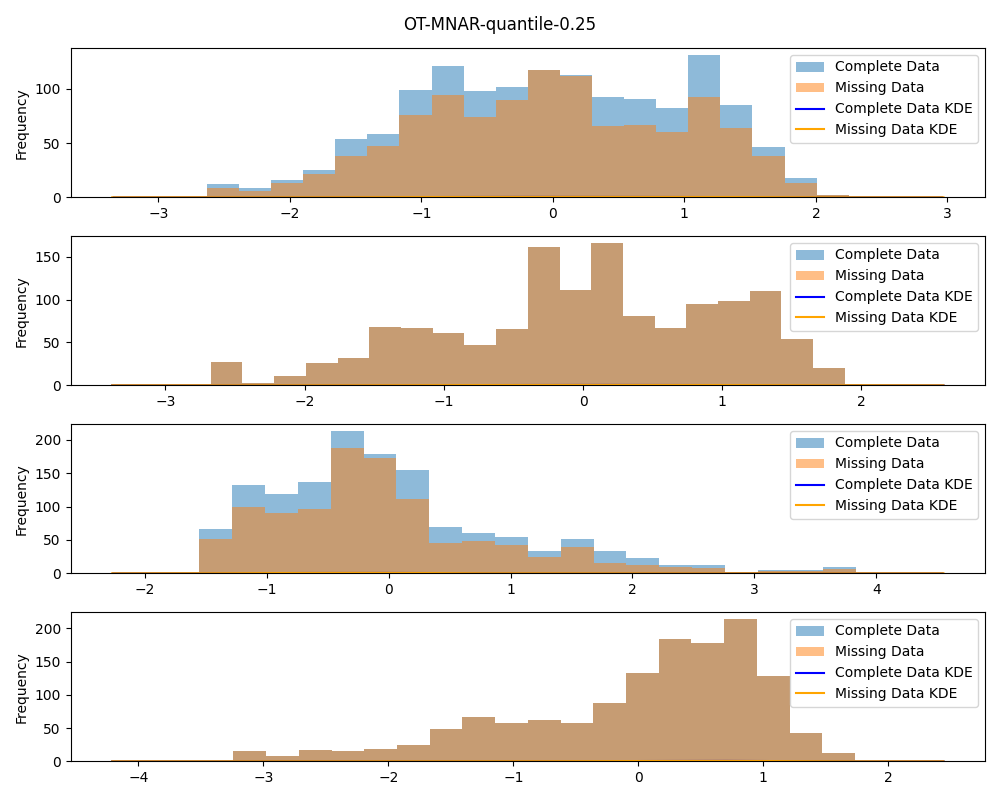 OT-MNAR-quantile-0.25
Frequency
0
50
100
−3
−2
−1
0
1
2
3
Complete Data
Missing Data
Complete Data KDE
Missing Data KDE
Frequency
0
50
100
150
−3
−2
−1
0
1
2
Complete Data
Missing Data
Complete Data KDE
Missing Data KDE
Frequency
0
50
100
150
200
−2
−1
0
1
2
3
4
Complete Data
Missing Data
Complete Data KDE
Missing Data KDE
Frequency
0
50
100
150
200
−4
−3
−2
−1
0
1
2
Complete Data
Missing Data
Complete Data KDE
Missing Data KDE